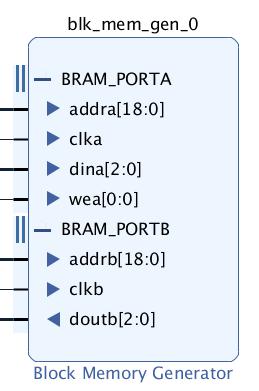 blk_mem_gen_0
BRAM_PORTA
addra[18:0]
clka
dina[2:0]
wea[0:0]
BRAM_PORTB
addrb[18:0]
clkb
doutb[2:0]
Block Memory Generator